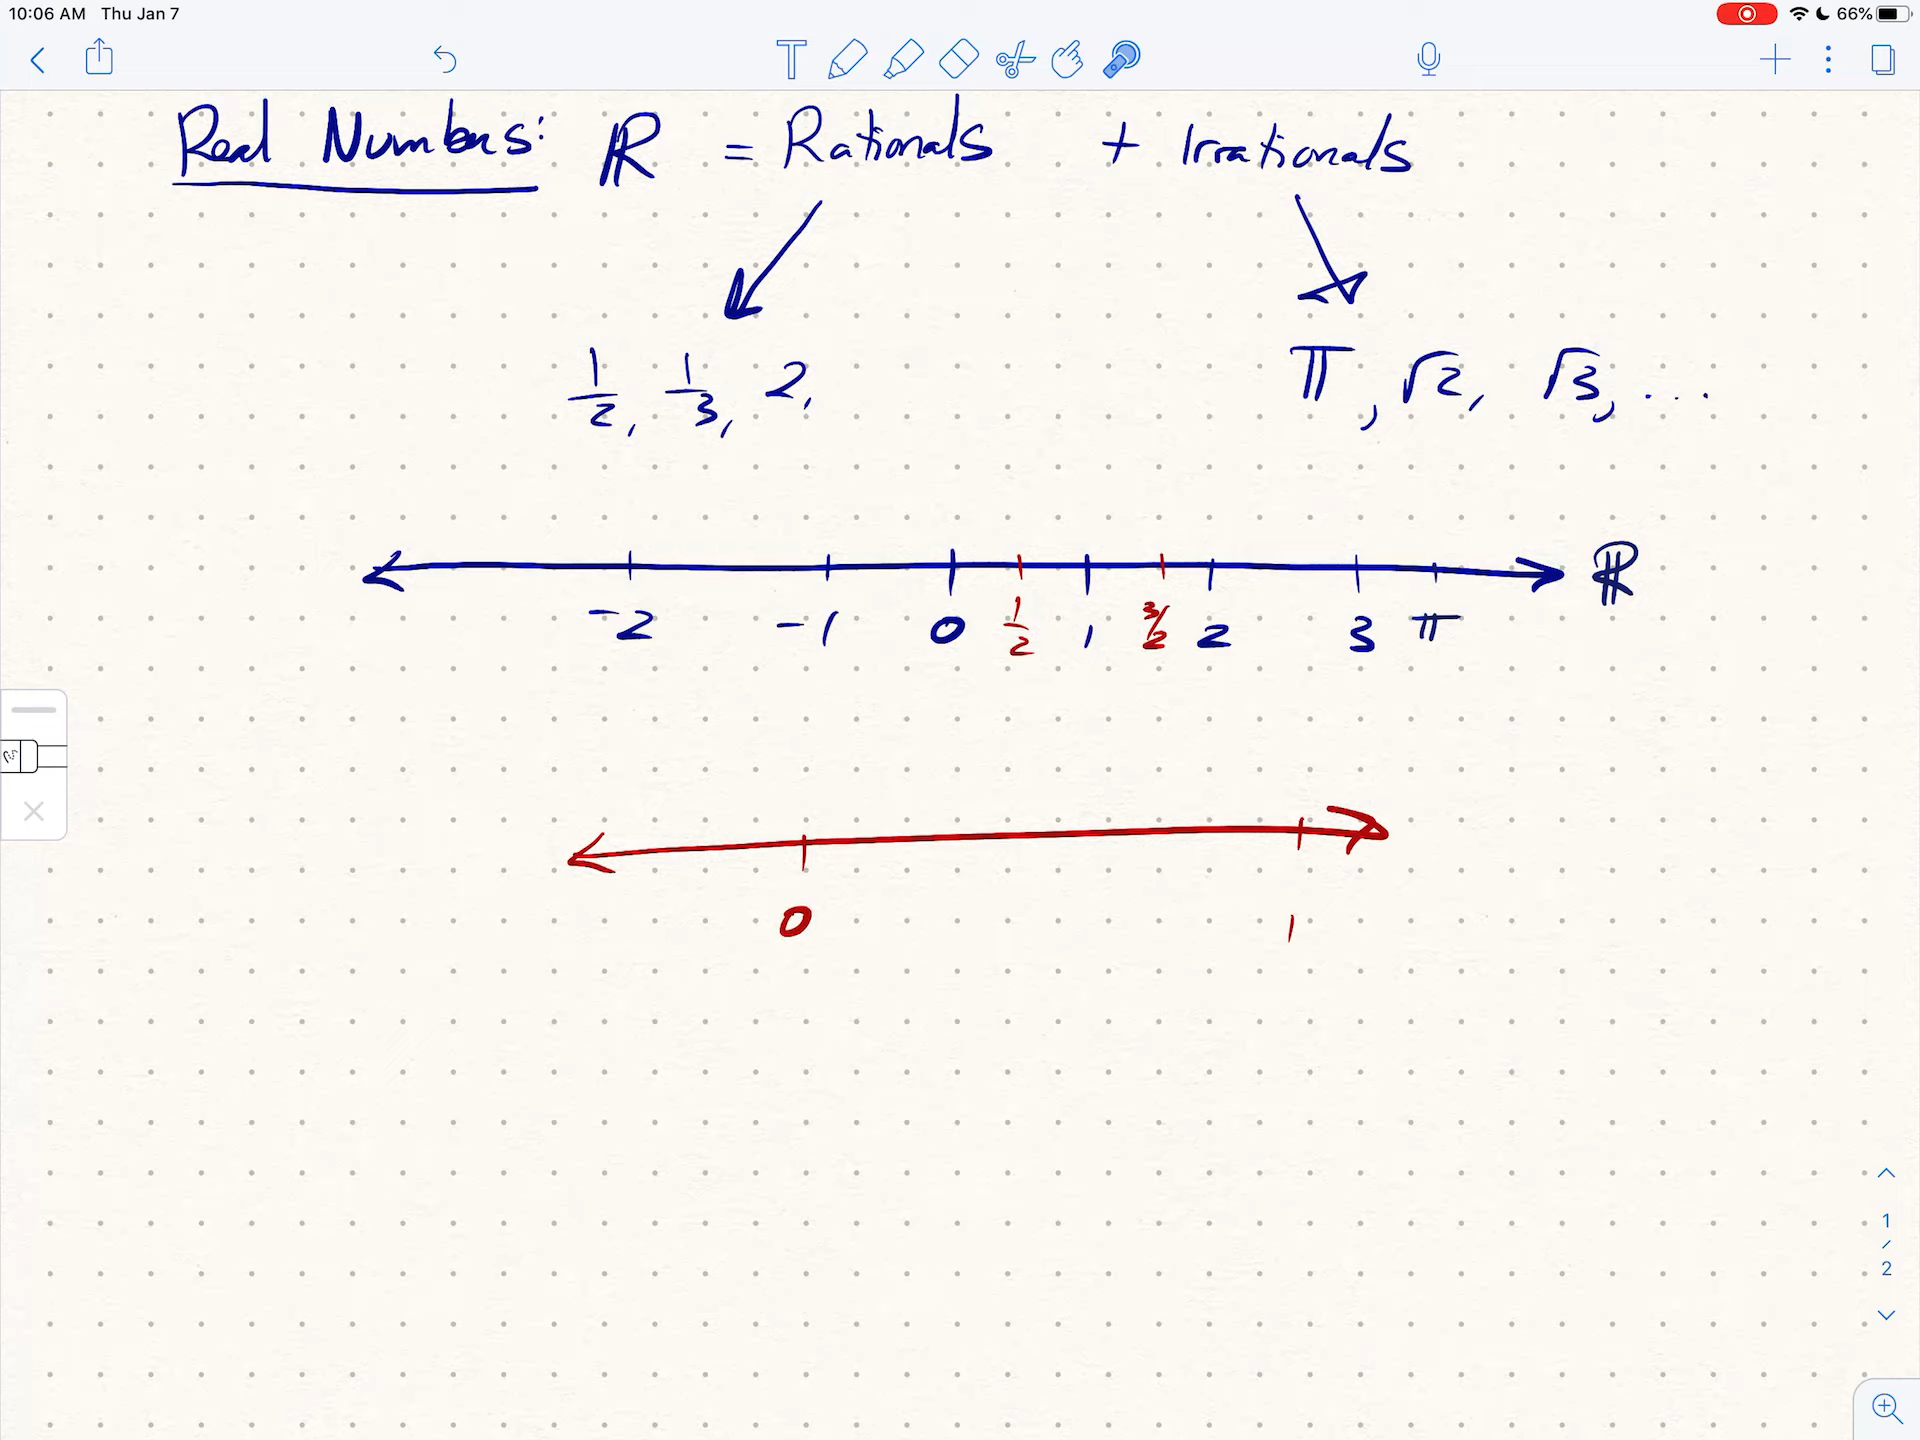 10:06 AM Thu Jan 7
66%
Real Numbers: ℝ = Rationals + Irrationals
1/2, 1/3, 2, π, √2, √3, ...
-2 -1 0 1/2 1 3/2 2 3 π ℝ
0 1
1
/
2